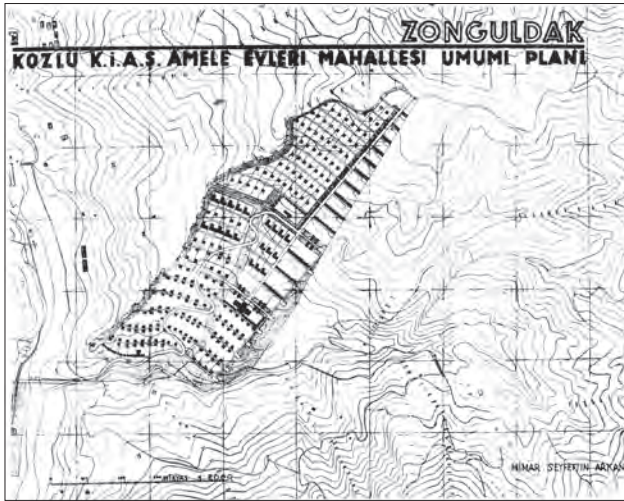 ZONGULDAK
KOZLU K.İ.A.Ş. AMELE EVLERİ MAHALLESİ UMUMİ PLANI
MİMAR SEYFETTİN ARKAN